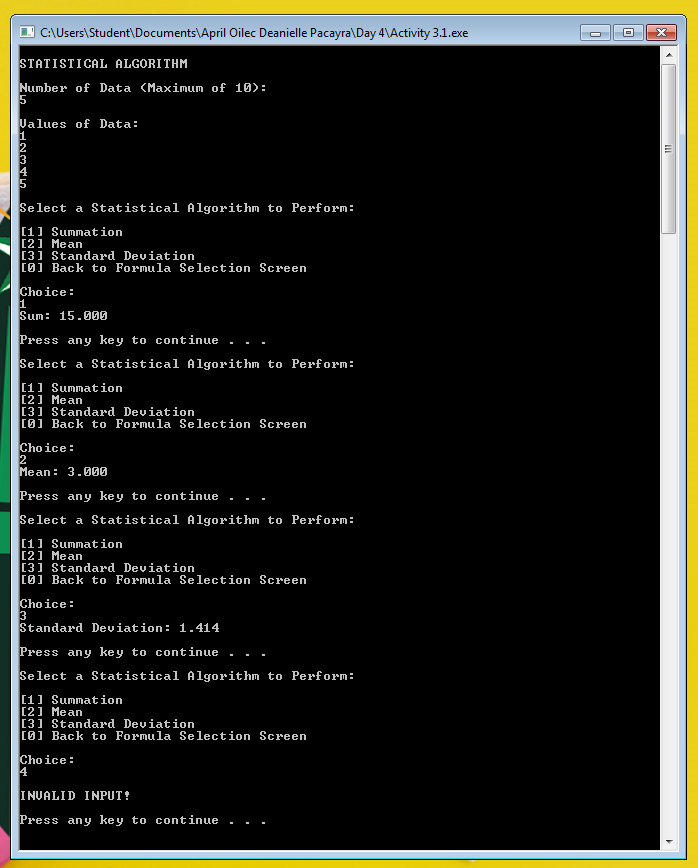 C:\Users\Student\Documents\April Oilec Deanielle Pacayra\Day 4\Activity 3.1.exe
STATISTICAL ALGORITHM
Number of Data (Maximum of 10):
5
Values of Data:
1
2
3
4
5
Select a Statistical Algorithm to Perform:
[1] Summation
[2] Mean
[3] Standard Deviation
[0] Back to Formula Selection Screen
Choice:
1
Sum: 15.000
Press any key to continue . . .
Select a Statistical Algorithm to Perform:
[1] Summation
[2] Mean
[3] Standard Deviation
[0] Back to Formula Selection Screen
Choice:
2
Mean: 3.000
Press any key to continue . . .
Select a Statistical Algorithm to Perform:
[1] Summation
[2] Mean
[3] Standard Deviation
[0] Back to Formula Selection Screen
Choice:
3
Standard Deviation: 1.414
Press any key to continue . . .
Select a Statistical Algorithm to Perform:
[1] Summation
[2] Mean
[3] Standard Deviation
[0] Back to Formula Selection Screen
Choice:
4
INVALID INPUT!
Press any key to continue . . .